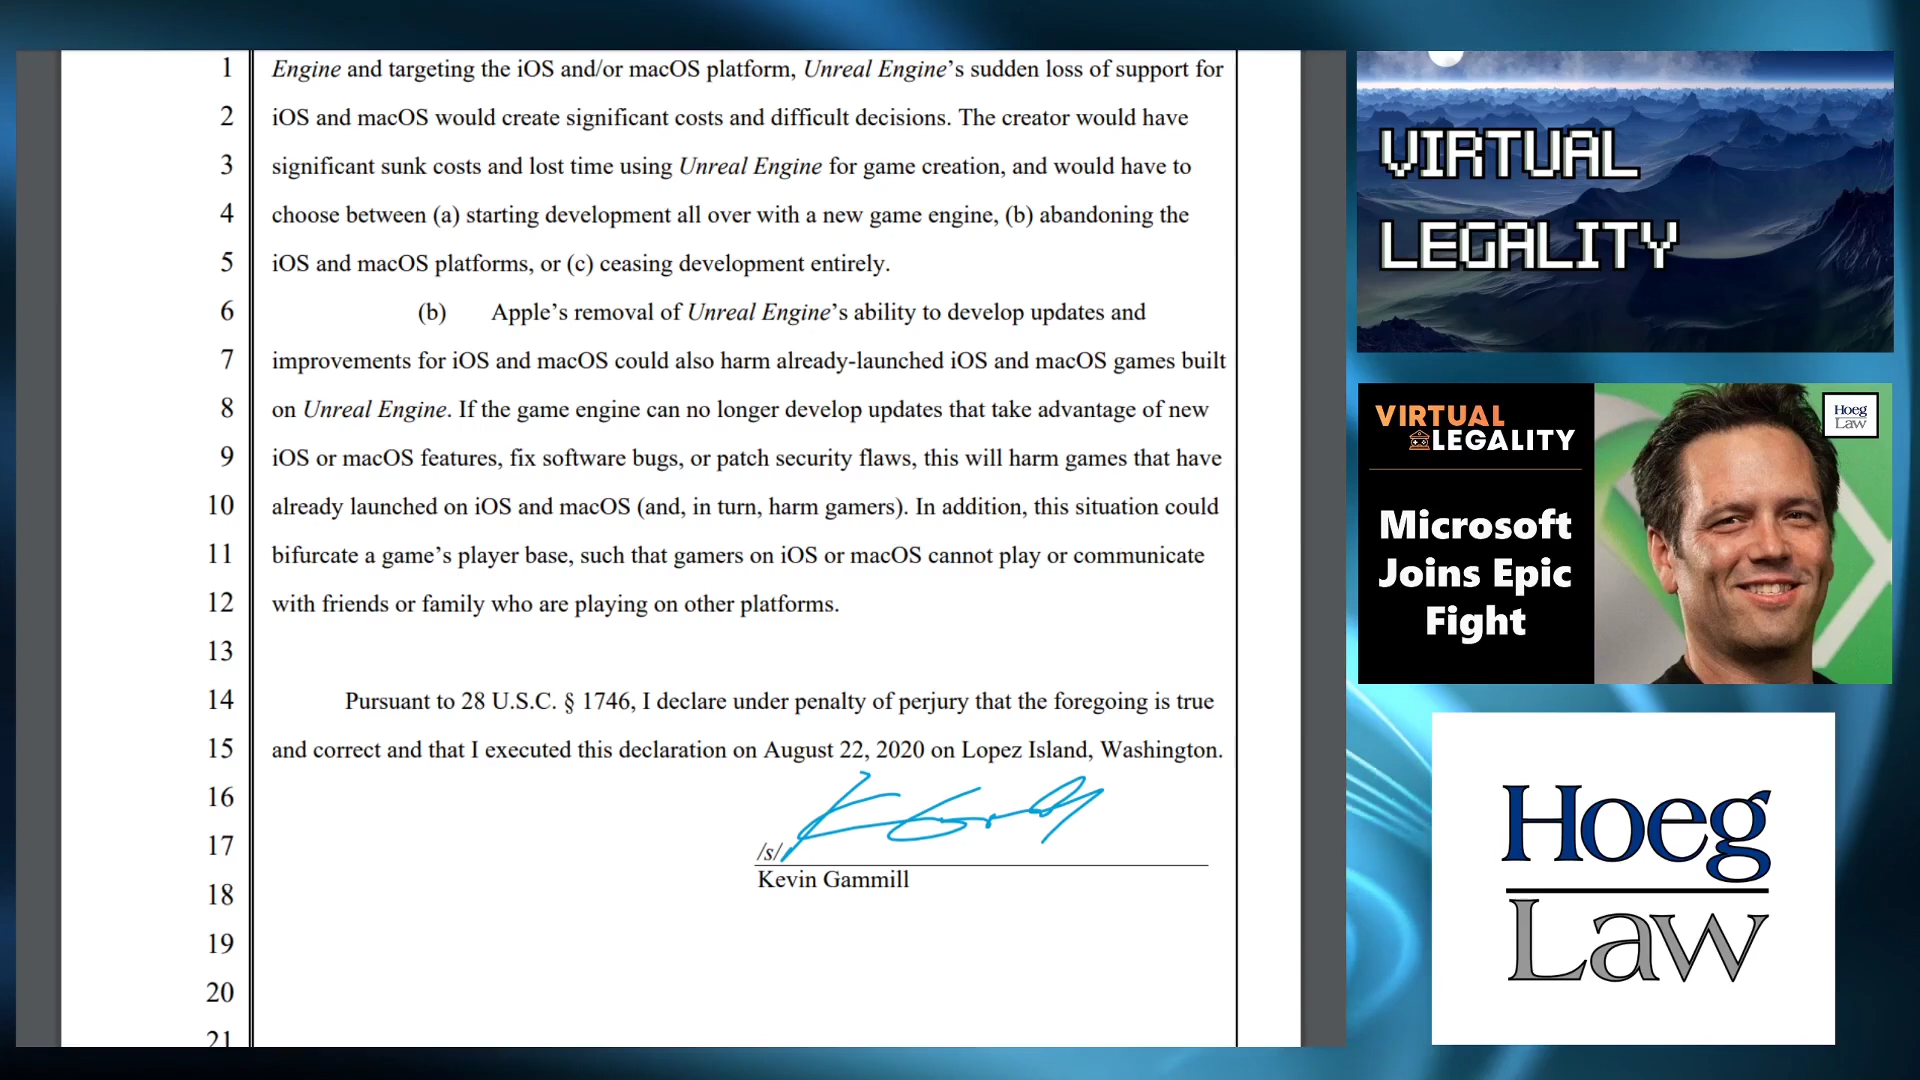 1 Engine and targeting the iOS and/or macOS platform, Unreal Engine’s sudden loss of support for
2 iOS and macOS would create significant costs and difficult decisions. The creator would have
3 significant sunk costs and lost time using Unreal Engine for game creation, and would have to
4 choose between (a) starting development all over with a new game engine, (b) abandoning the
5 iOS and macOS platforms, or (c) ceasing development entirely.
6 (b) Apple’s removal of Unreal Engine’s ability to develop updates and
7 improvements for iOS and macOS could also harm already-launched iOS and macOS games built
8 on Unreal Engine. If the game engine can no longer develop updates that take advantage of new
9 iOS or macOS features, fix software bugs, or patch security flaws, this will harm games that have
10 already launched on iOS and macOS (and, in turn, harm gamers). In addition, this situation could
11 bifurcate a game’s player base, such that gamers on iOS or macOS cannot play or communicate
12 with friends or family who are playing on other platforms.
13
14 Pursuant to 28 U.S.C. § 1746, I declare under penalty of perjury that the foregoing is true
15 and correct and that I executed this declaration on August 22, 2020 on Lopez Island, Washington.
16
17 /s/
Kevin Gammill
18
19
20
21
VIRTUAL
LEGALITY
VIRTUAL
LEGALITY
Hoeg
Law
Microsoft
Joins Epic
Fight
Hoeg
Law